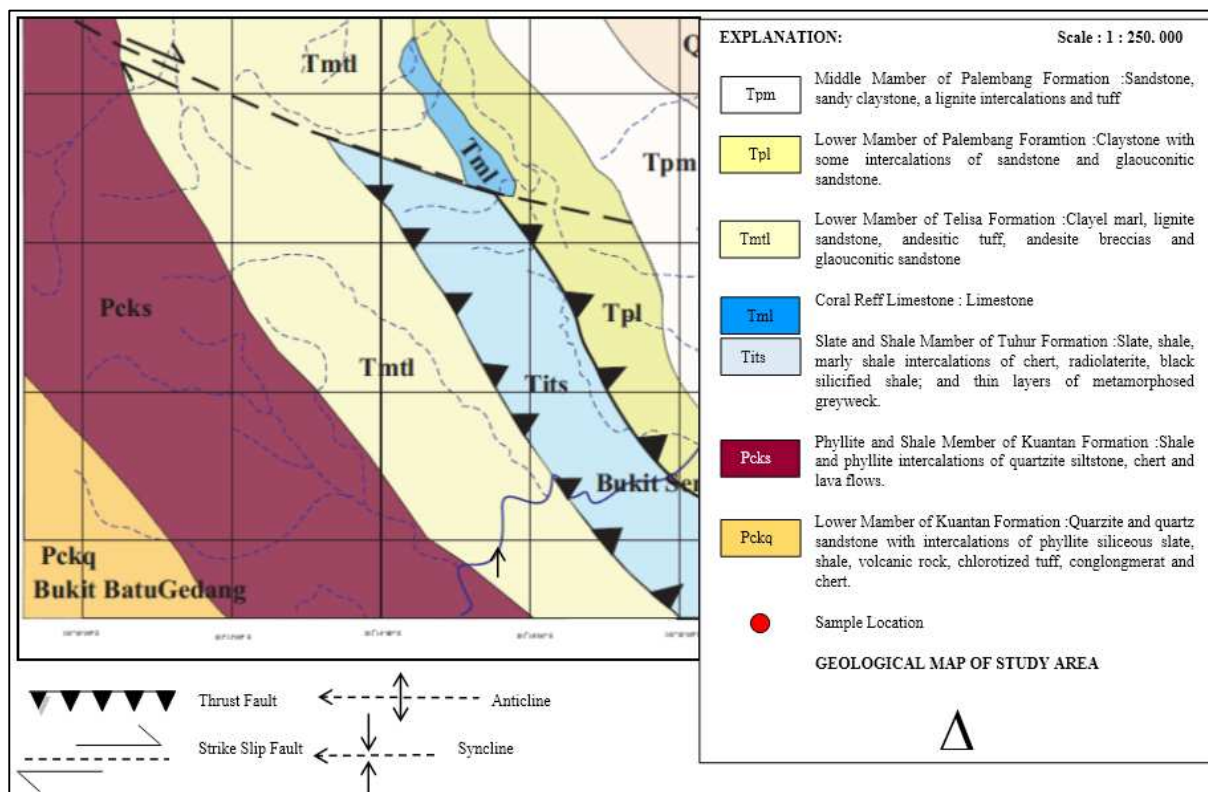 Tmtl
Q
Tml
Tpm
Pcks
Tpl
Tmtl
Tits
Bukit Ser
Pckq
Bukit BatuGedang
Thrust Fault
Anticline
Strike Slip Fault
Syncline
EXPLANATION: Scale : 1 : 250. 000
Tpm
Middle Mamber of Palembang Formation :Sandstone,
sandy claystone, a lignite intercalations and tuff
Tpl
Lower Mamber of Palembang Foramtion :Claystone with
some intercalations of sandstone and glaouconitic
sandstone.
Tmtl
Lower Mamber of Telisa Formation :Clayel marl, lignite
sandstone, andesitic tuff, andesite breccias and
glaouconitic sandstone
Tml
Coral Reff Limestone : Limestone
Tits
Slate and Shale Mamber of Tuhur Formation :Slate, shale,
marly shale intercalations of chert, radiolaterite, black
silicified shale; and thin layers of metamorphosed
greyweck.
Pcks
Phyllite and Shale Member of Kuantan Formation :Shale
and phyllite intercalations of quartzite siltstone, chert and
lava flows.
Pckq
Lower Mamber of Kuantan Formation :Quarzite and quartz
sandstone with intercalations of phyllite siliceous slate,
shale, volcanic rock, chlorotized tuff, conglongmerat and
chert.
Sample Location
GEOLOGICAL MAP OF STUDY AREA